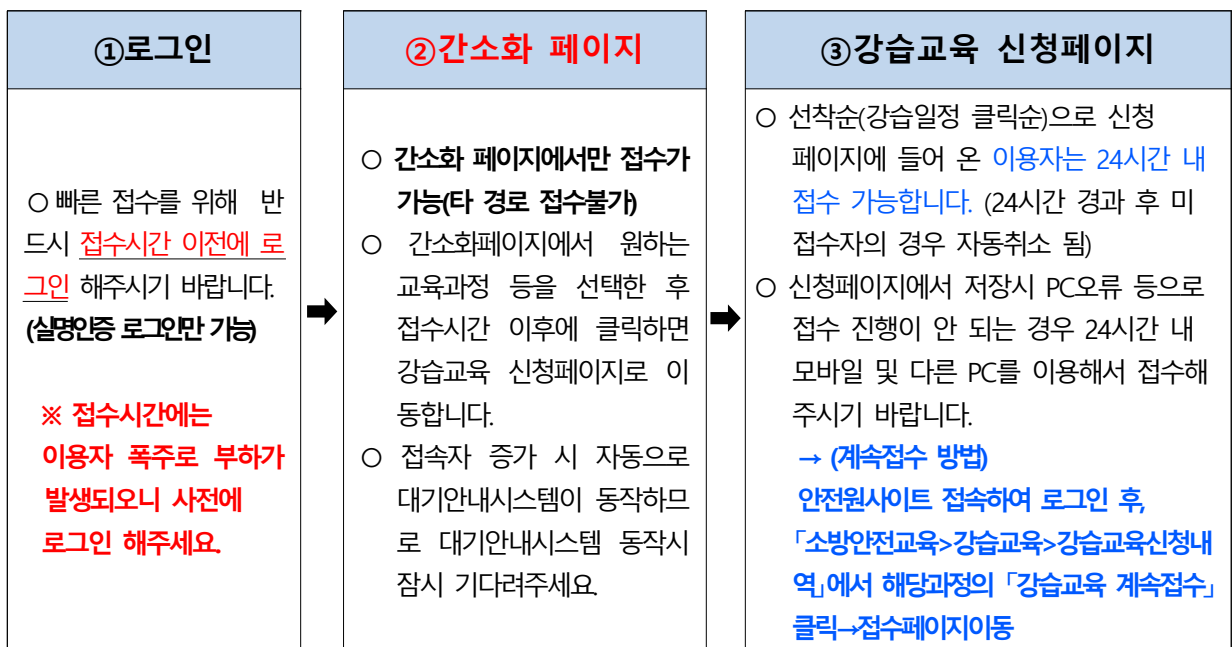 ①로그인
○ 빠른 접수를 위해 반
드시 접수시간 이전에 로
그인 해주시기 바랍니다.
(실명인증 로그인만 가능)
※ 접수시간에는
이용자 폭주로 부하가
발생되오니 사전에
로그인 해주세요.
②간소화 페이지
○ 간소화 페이지에서만 접수가
가능(타 경로 접수불가)
○ 간소화페이지에서 원하는
교육과정 등을 선택한 후
접수시간 이후에 클릭하면
강습교육 신청페이지로 이
동합니다.
○ 접속자 증가 시 자동으로
대기안내시스템이 동작하므
로 대기안내시스템 동작시
잠시 기다려주세요.
③강습교육 신청페이지
○ 선착순(강습일정 클릭순)으로 신청
페이지에 들어 온 이용자는 24시간 내
접수 가능합니다. (24시간 경과 후 미
접수자의 경우 자동취소 됨)
○ 신청페이지에서 저장시 PC오류 등으로
접수 진행이 안 되는 경우 24시간 내
모바일 및 다른 PC를 이용해서 접수해
주시기 바랍니다.
→ (계속접수 방법)
안전원사이트 접속하여 로그인 후,
「소방안전교육>강습교육>강습교육신청내
역」에서 해당과정의 「강습교육 계속접수」
클릭→접수페이지이동